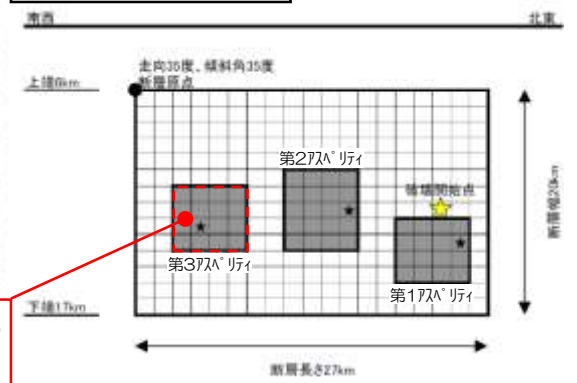 南西
北東
走向35度、傾斜角35度
断層原点
上端6km
第2ｱｽﾍﾟﾘﾃｨ
破壊開始点
断層幅20km
第3ｱｽﾍﾟﾘﾃｨ
第1ｱｽﾍﾟﾘﾃｨ
下端17km
断層長さ27km